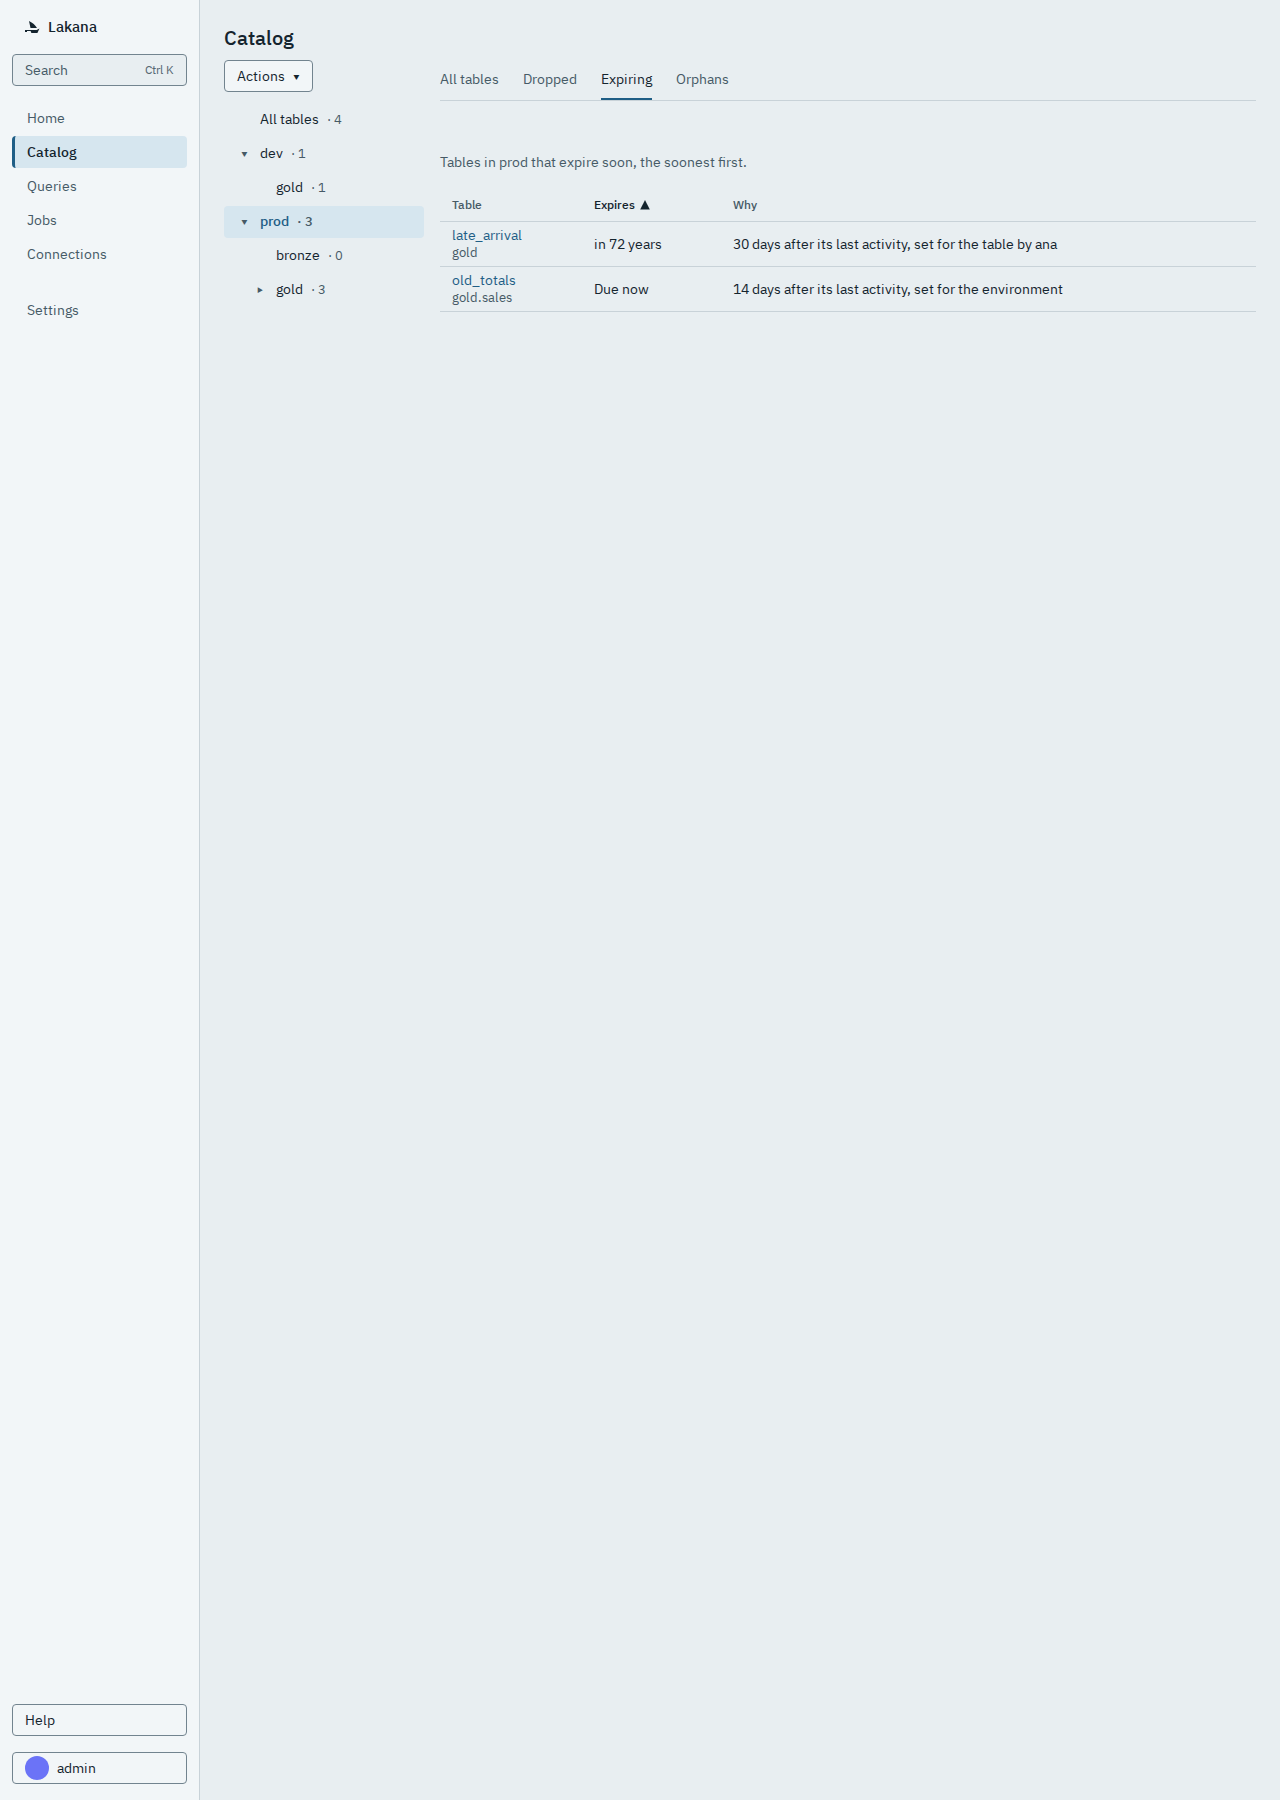 Lakana
Search Ctrl K
Home
Catalog
Queries
Jobs
Connections
Settings
Help
admin
Catalog
Actions ▾
All tables · 4
▾ dev · 1
gold · 1
▾ prod · 3
bronze · 0
▸ gold · 3
All tables Dropped Expiring Orphans
Tables in prod that expire soon, the soonest first.
Table Expires ▲ Why
late_arrival
gold
in 72 years
30 days after its last activity, set for the table by ana
old_totals
gold.sales
Due now
14 days after its last activity, set for the environment